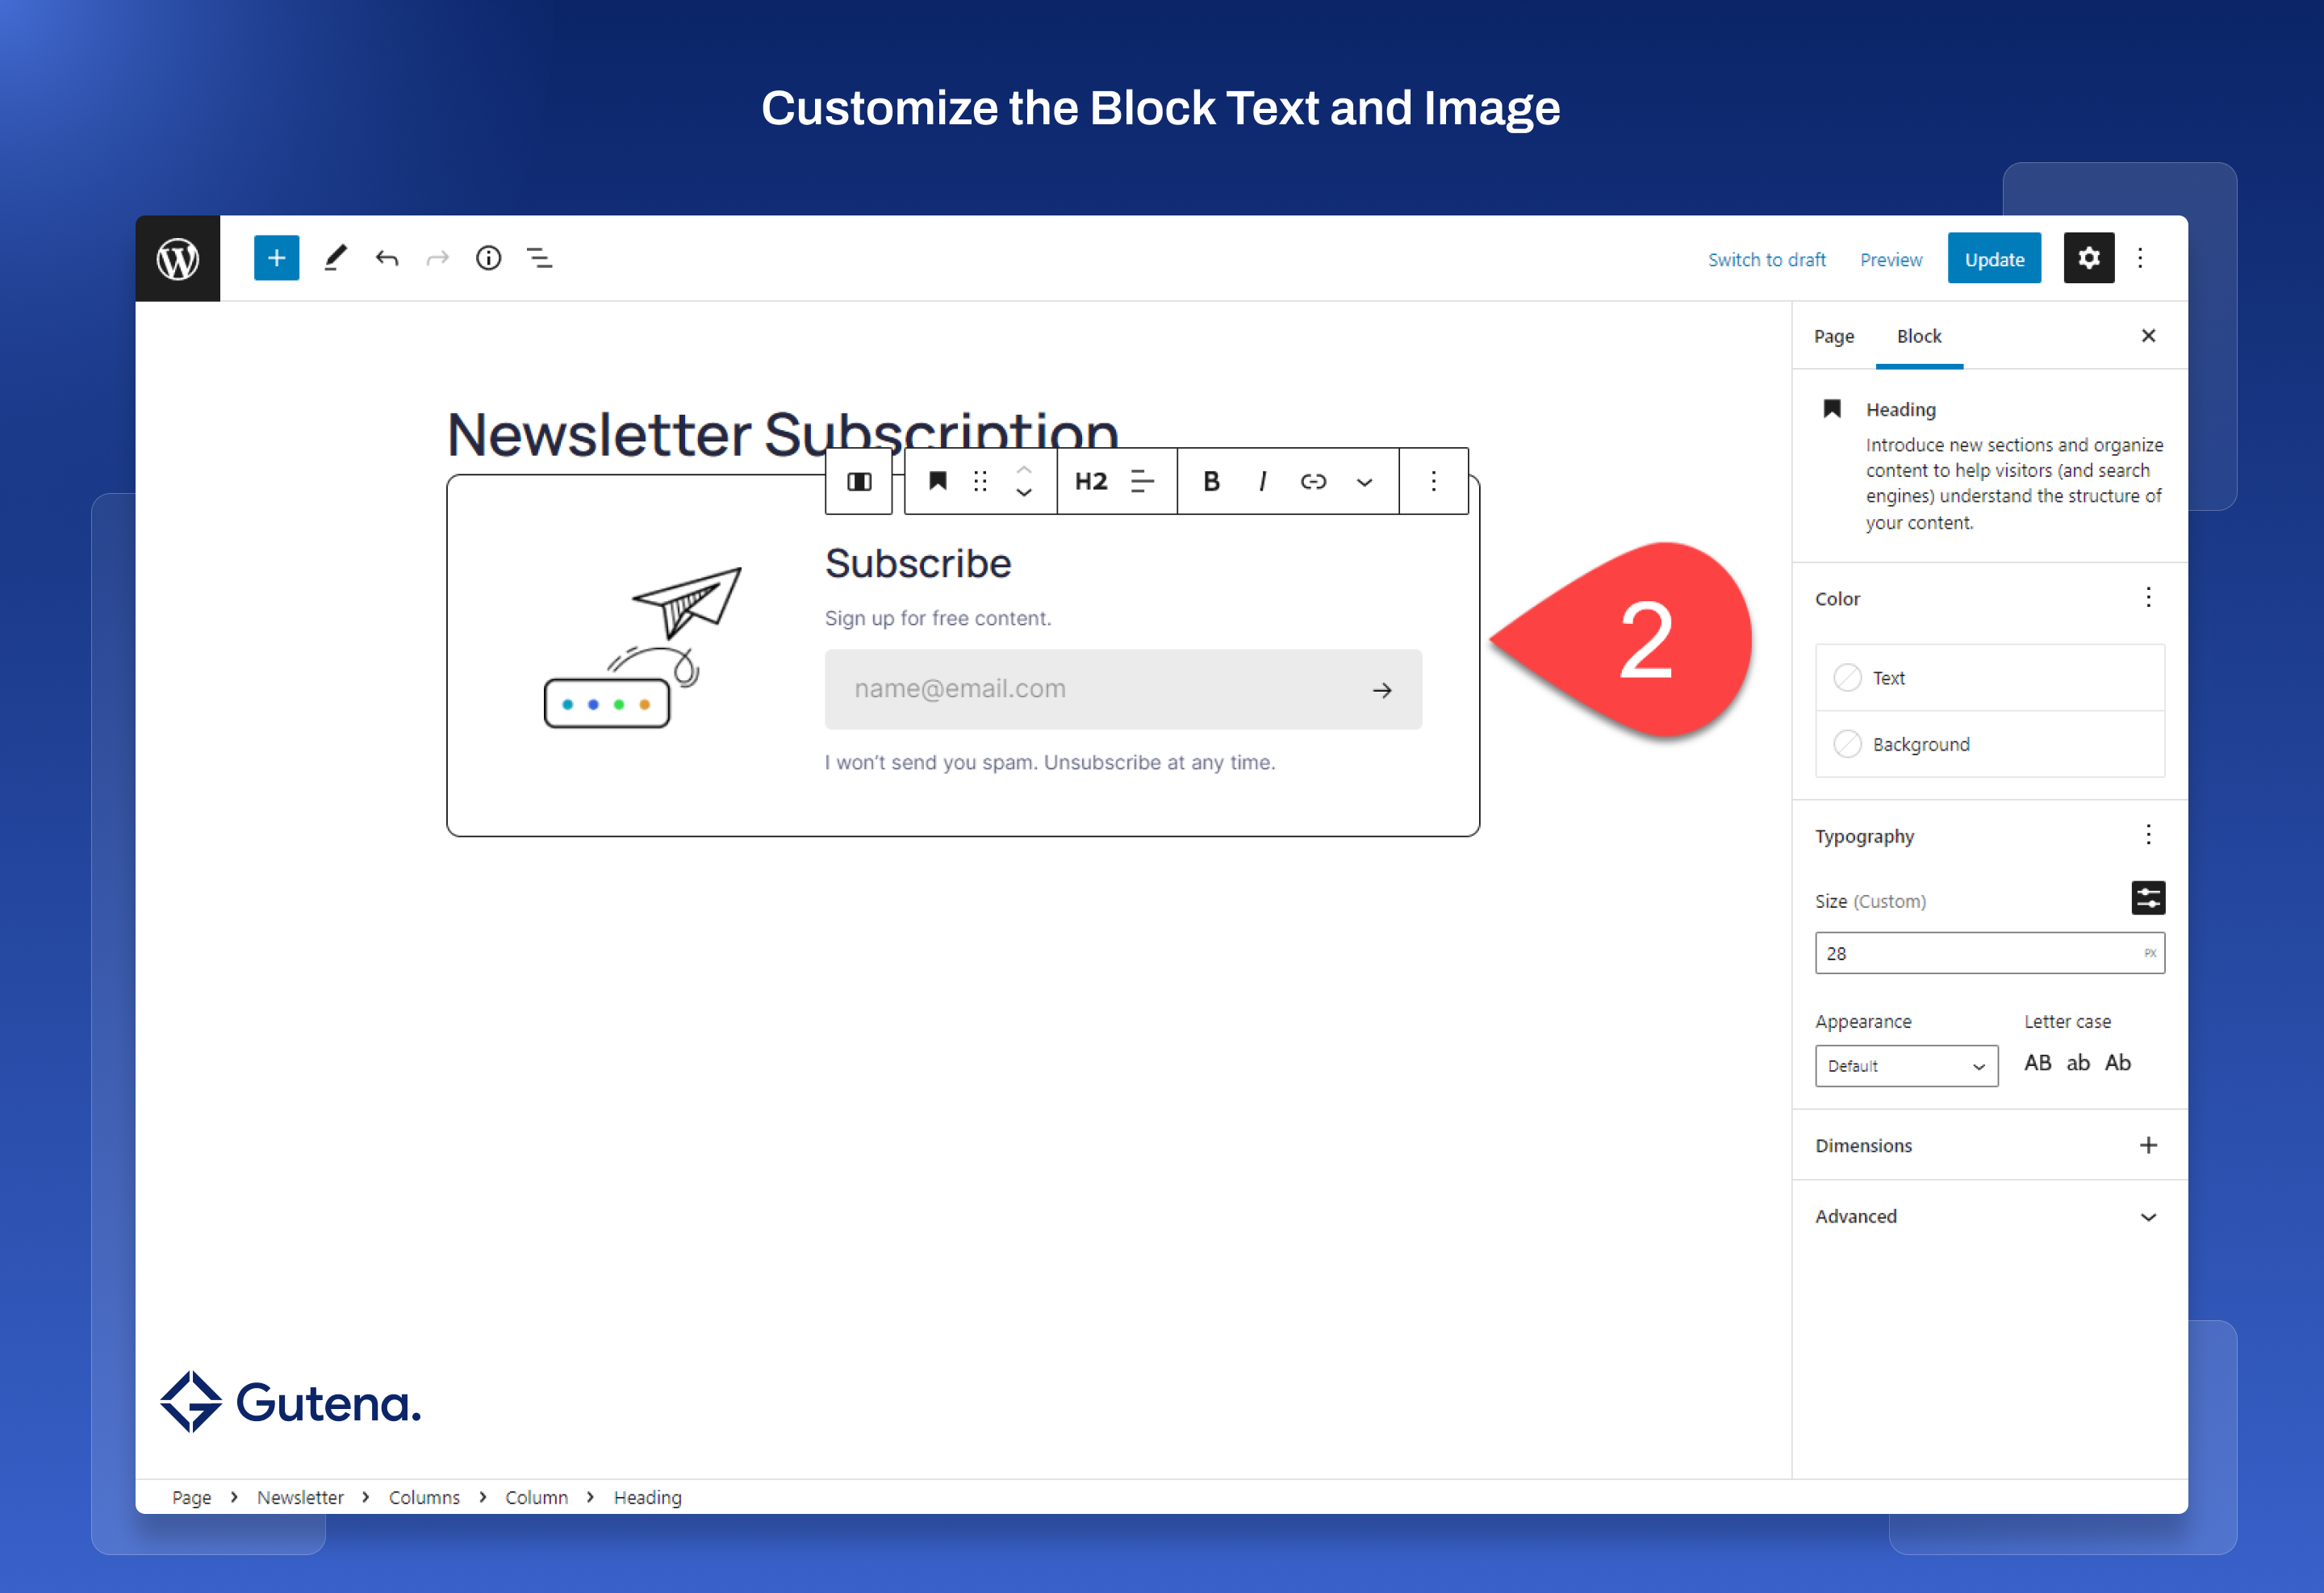 Customize the Block Text and Image
Switch to draft
Preview
Update
Page
Block
Newsletter Subscription
H2
B
I
Subscribe
Sign up for free content.
name@email.com
I won't send you spam. Unsubscribe at any time.
2
Heading
Introduce new sections and organize
content to help visitors (and search
engines) understand the structure of
your content.
Color
Text
Background
Typography
Size (Custom)
28
PX
Appearance
Letter case
Default
AB ab Ab
Dimensions
Advanced
Gutena.
Page > Newsletter > Columns > Column > Heading